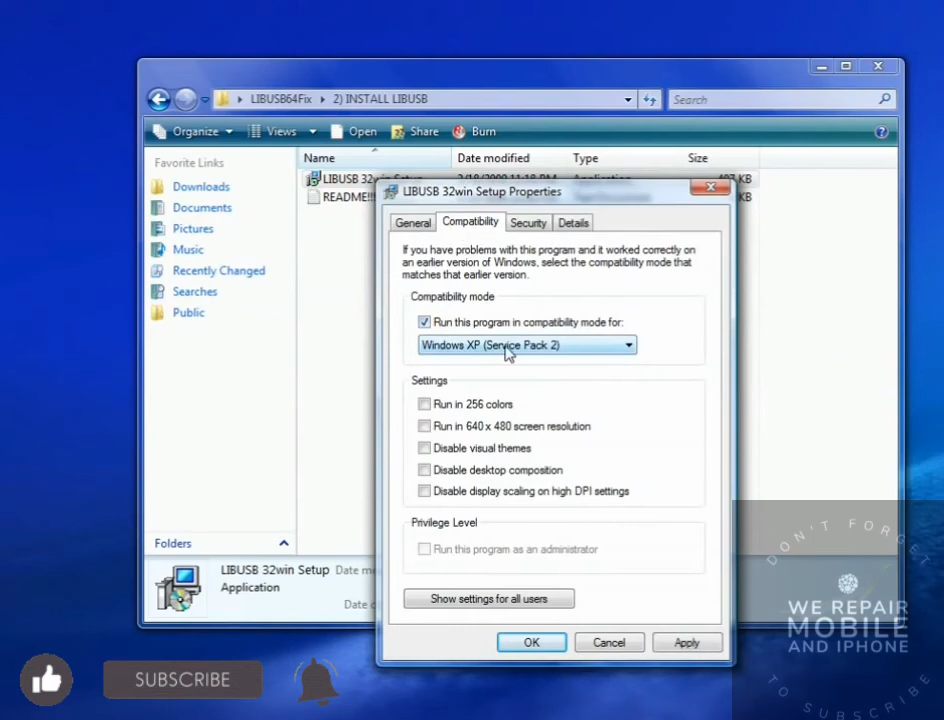 LIBUSB64Fix
2) INSTALL LIBUSB
Search
Organize
Views
Open
Share
Burn
Favorite Links
Name
Date modified
Type
Size
Downloads
Documents
Pictures
Music
Recently Changed
Searches
Public
Folders
LIBUSB 32win Setup
KB
README!!
KB
LIBUSB 32win Setup Properties
General
Compatibility
Security
Details
If you have problems with this program and it worked correctly on
an earlier version of Windows, select the compatibility mode that
matches that earlier version.
Compatibility mode
Run this program in compatibility mode for:
Windows XP (Service Pack 2)
Settings
Run in 256 colors
Run in 640 x 480 screen resolution
Disable visual themes
Disable desktop composition
Disable display scaling on high DPI settings
Privilege Level
Run this program as an administrator
Show settings for all users
OK
Cancel
Apply
LIBUSB 32win Setup
Date
Application
Date
DON'T FORGET
WE REPAIR
MOBILE
AND IPHONE
TO SUBSCRIBE
SUBSCRIBE